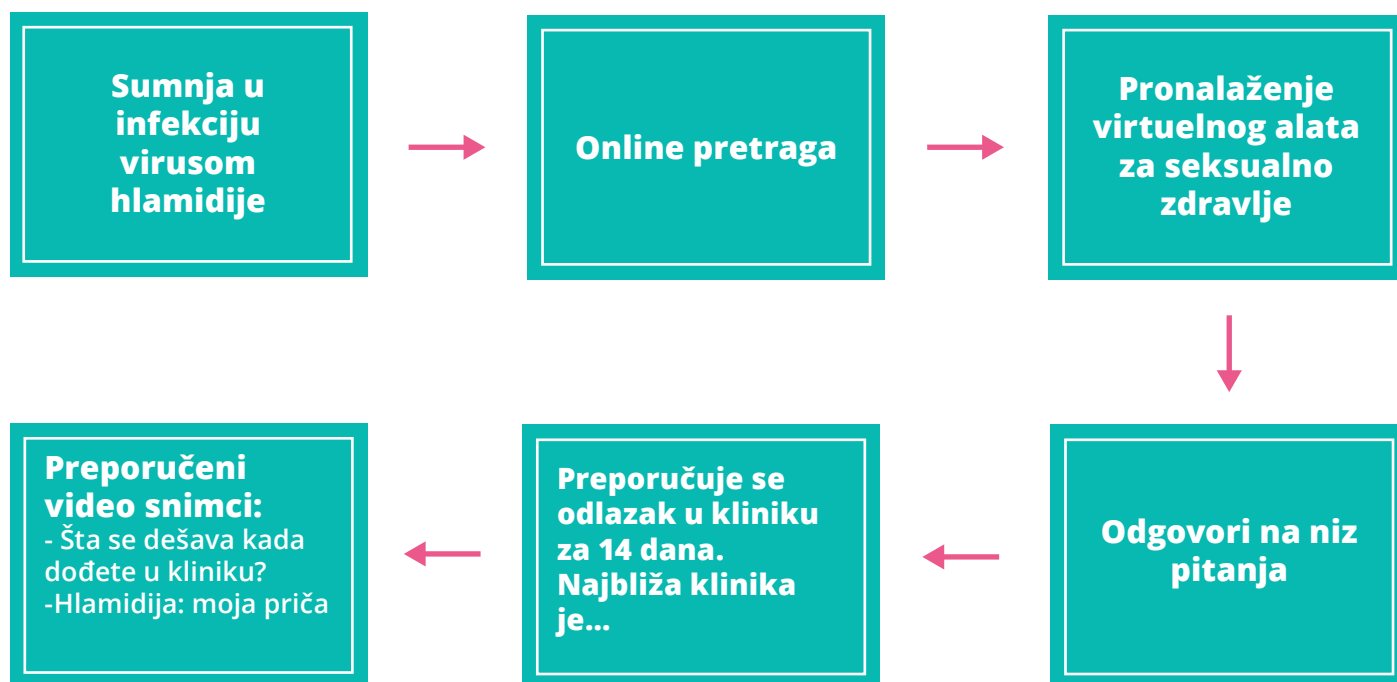 Sumnja u
infekciju
virusom
hlamidije
Online pretraga
Pronalaženje
virtuelnog alata
za seksualno
zdravlje
Odgovori na niz
pitanja
Preporučuje se
odlazak u kliniku
za 14 dana.
Najbliža klinika
je...
Preporučeni
video snimci:
- Šta se dešava kada
dođete u kliniku?
-Hlamidija: moja priča